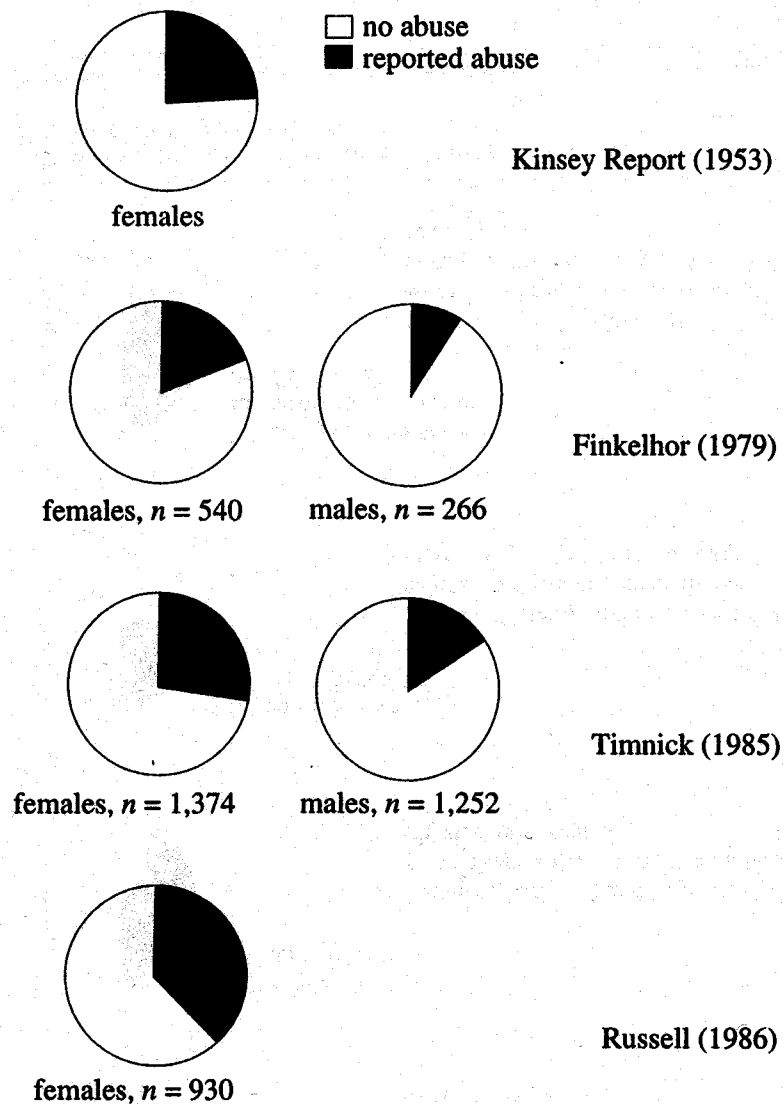 no abuse
reported abuse
Kinsey Report (1953)
females
Finkelhor (1979)
females, n = 540
males, n = 266
Timnick (1985)
females, n = 1,374
males, n = 1,252
Russell (1986)
females, n = 930